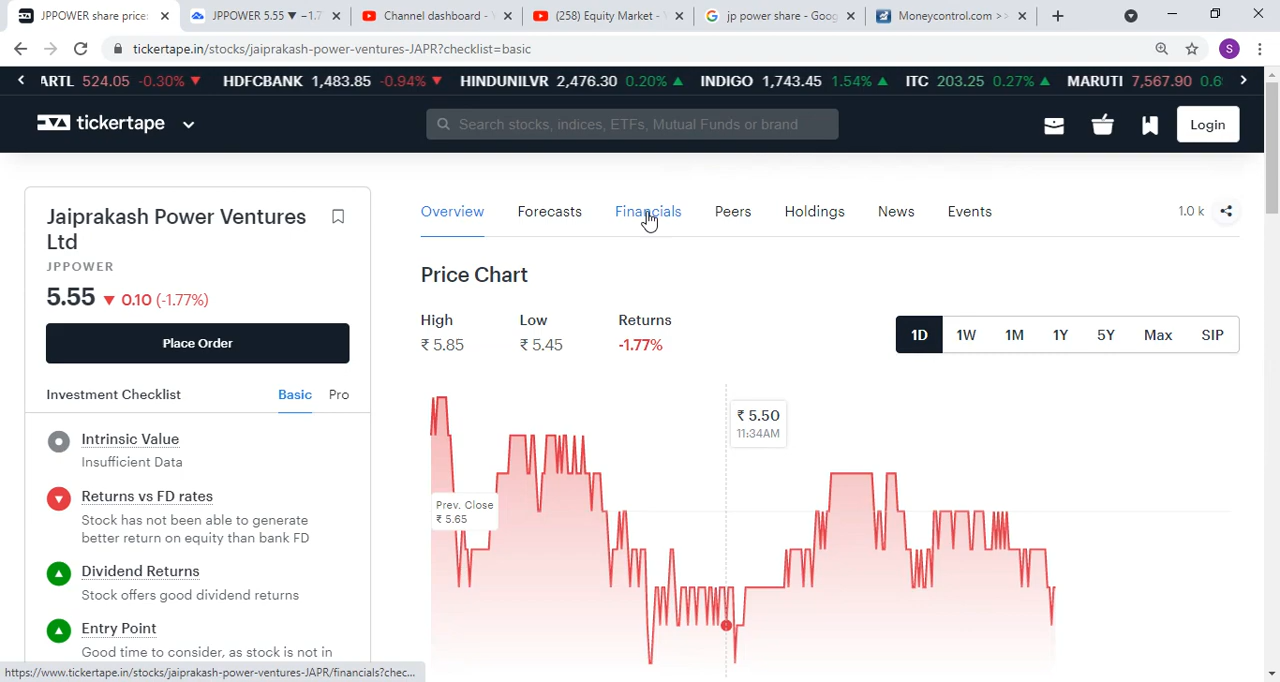 JPPOWER share price:
JPPOWER 5.55 ▼ −1.7
Channel dashboard -
(258) Equity Market -
jp power share - Goog
Moneycontrol.com >>
tickertape.in/stocks/jaiprakash-power-ventures-JAPR?checklist=basic
S
ARTL 524.05 -0.30% ▼ HDFCBANK 1,483.85 -0.94% ▼ HINDUNILVR 2,476.30 0.20% ▲ INDIGO 1,743.45 1.54% ▲ ITC 203.25 0.27% ▲ MARUTI 7,567.90 0.6
tickertape
Search stocks, indices, ETFs, Mutual Funds or brand
Login
Jaiprakash Power Ventures
Ltd
JPPOWER
5.55 ▼ 0.10 (-1.77%)
Place Order
Investment Checklist Basic Pro
Intrinsic Value
Insufficient Data
Returns vs FD rates
Stock has not been able to generate
better return on equity than bank FD
Dividend Returns
Stock offers good dividend returns
Entry Point
Good time to consider, as stock is not in
Overview Forecasts Financials Peers Holdings News Events 1.0 k
Price Chart
High Low Returns
₹ 5.85 ₹ 5.45 -1.77%
1D 1W 1M 1Y 5Y Max SIP
₹ 5.50
11:34AM
Prev. Close
₹ 5.65
https://www.tickertape.in/stocks/jaiprakash-power-ventures-JAPR/financials?chec...